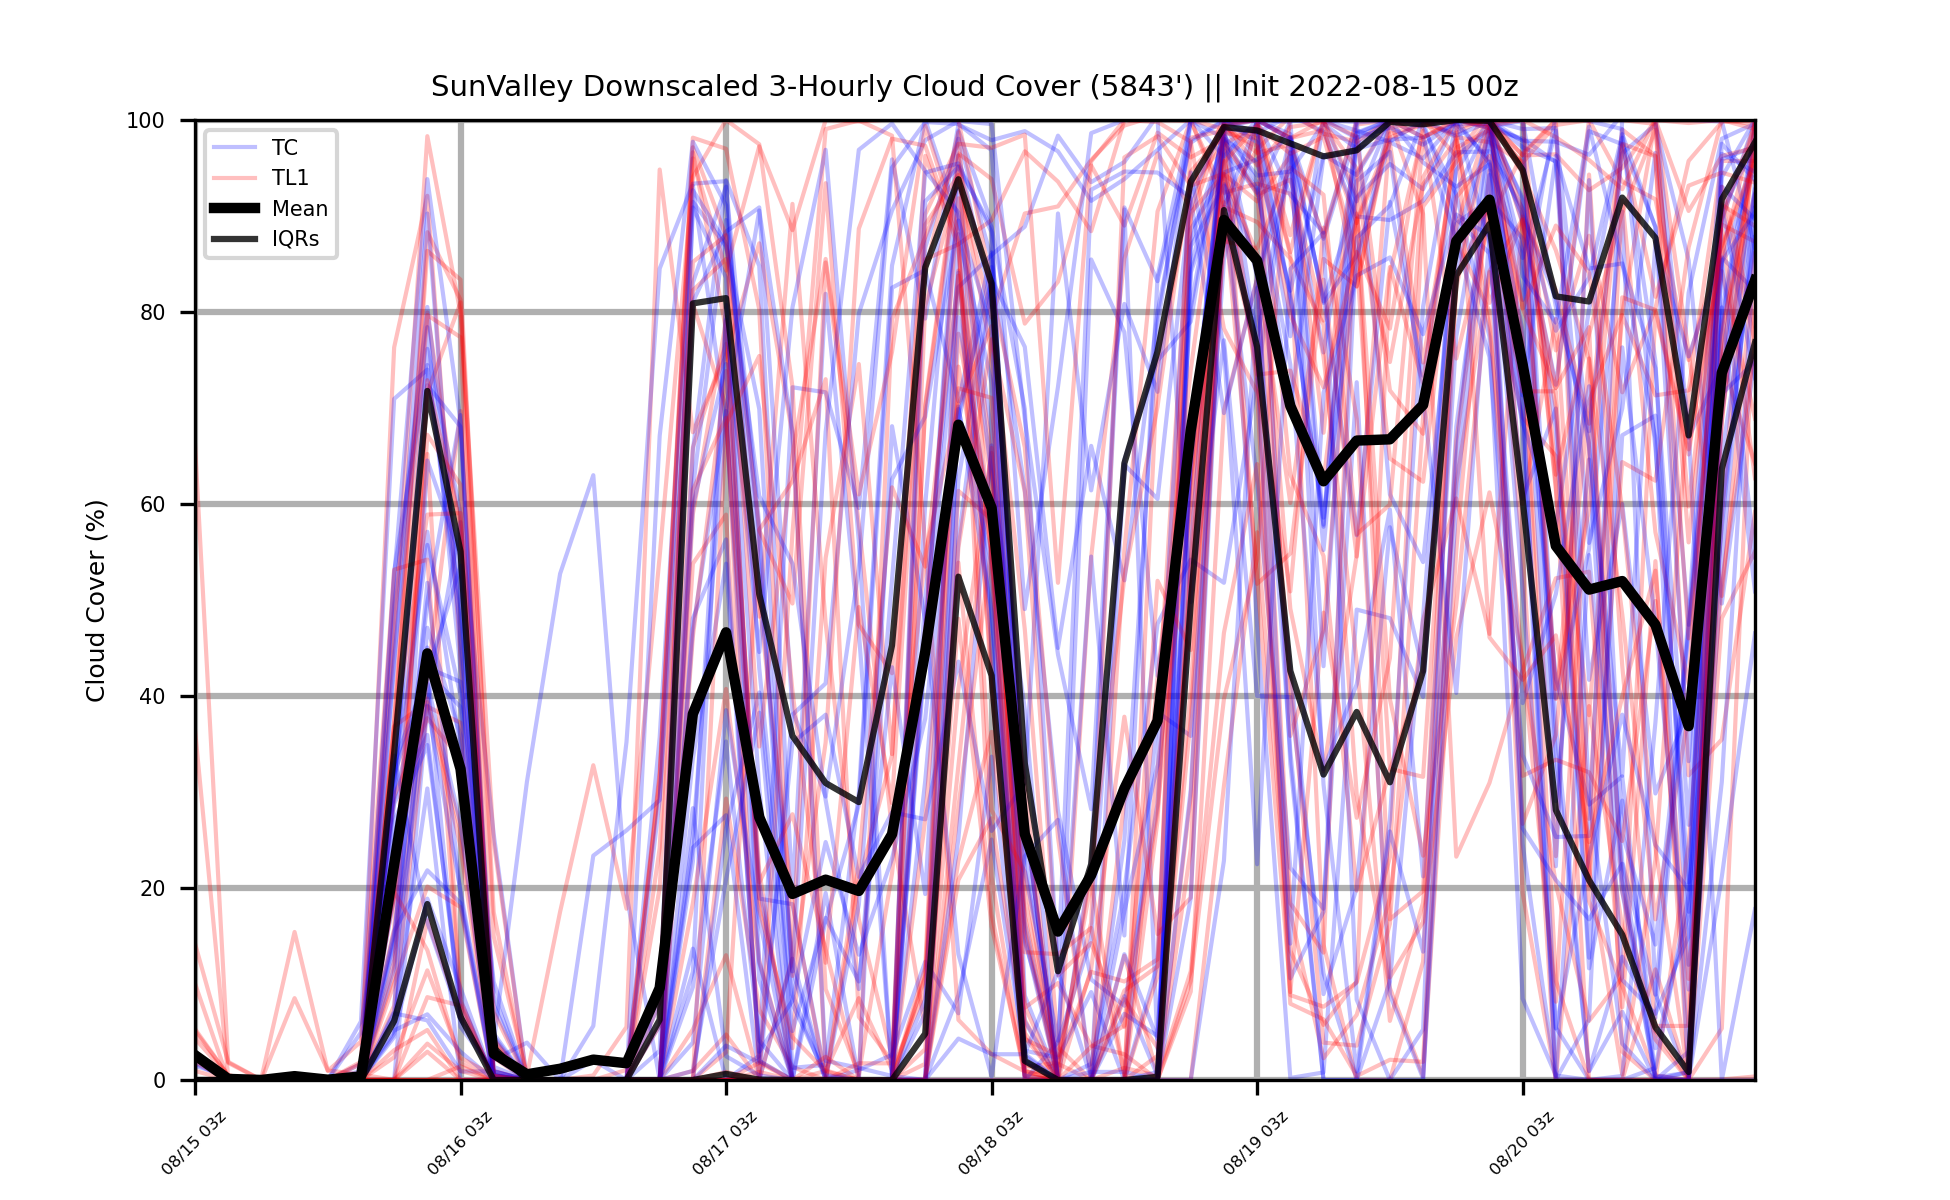 SunValley Downscaled 3-Hourly Cloud Cover (5843') || Init 2022-08-15 00z
100
80
60
40
20
0
Cloud Cover (%)
TC
TL1
Mean
IQRs
08/15 03z
08/16 03z
08/17 03z
08/18 03z
08/19 03z
08/20 03z